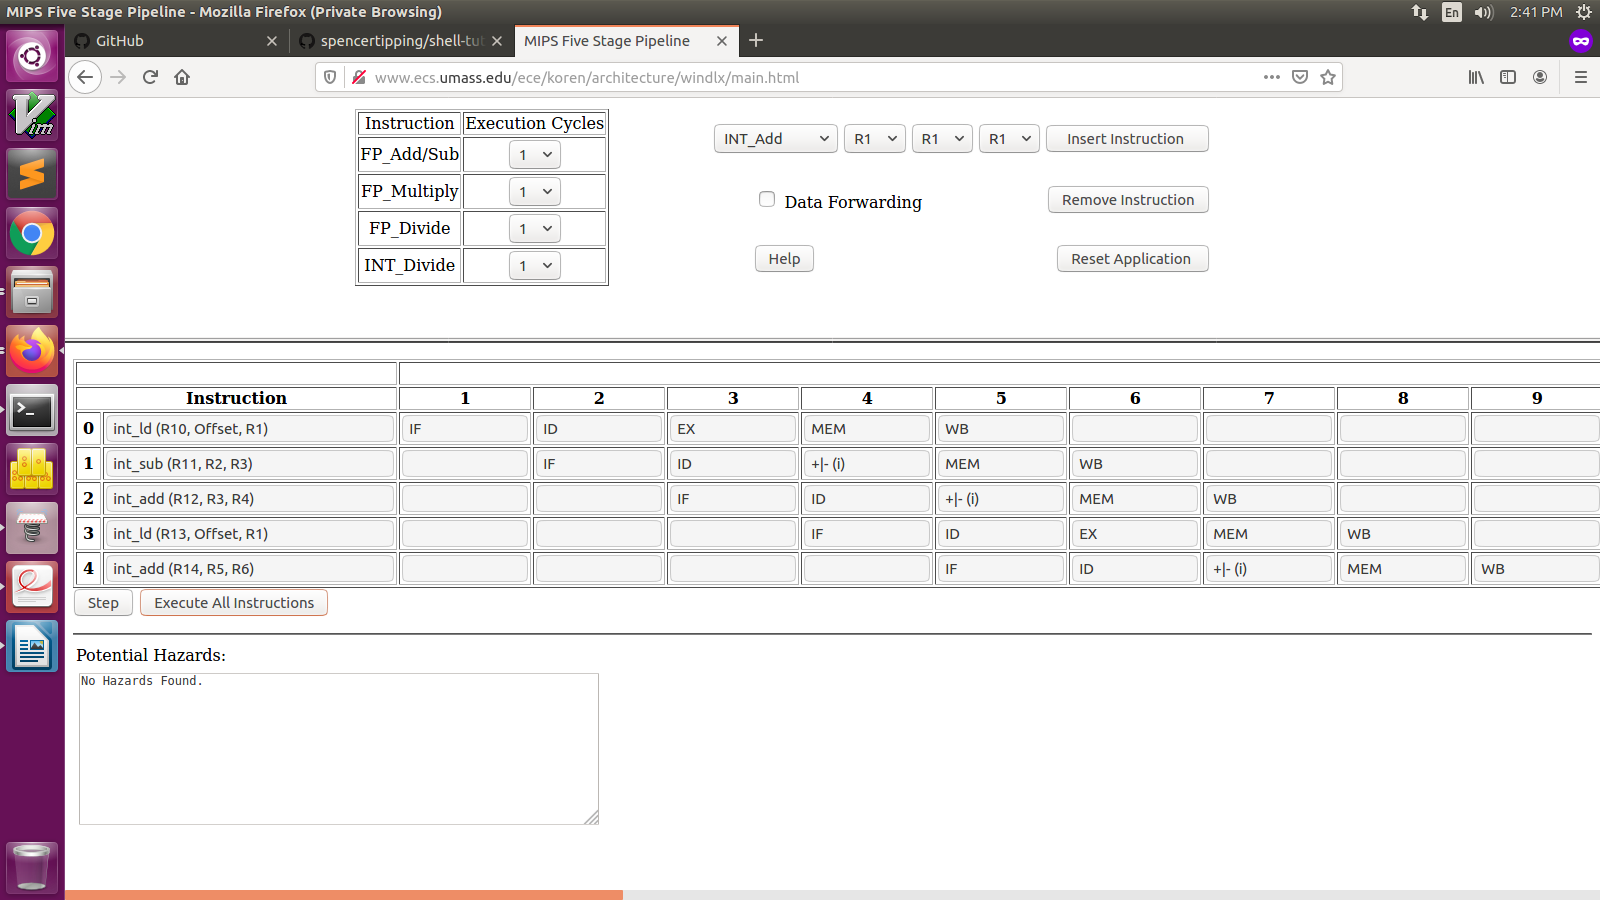 MIPS Five Stage Pipeline - Mozilla Firefox (Private Browsing)
En
2:41 PM
GitHub
spencertipping/shell-tut
MIPS Five Stage Pipeline
www.ecs.umass.edu/ece/koren/architecture/windlx/main.html
Instruction Execution Cycles
FP_Add/Sub 1
FP_Multiply 1
FP_Divide 1
INT_Divide 1
INT_Add R1 R1 R1 Insert Instruction
Data Forwarding Remove Instruction
Help Reset Application
Instruction 1 2 3 4 5 6 7 8 9
0 int_ld (R10, Offset, R1) IF ID EX MEM WB
1 int_sub (R11, R2, R3) IF ID +|- (i) MEM WB
2 int_add (R12, R3, R4) IF ID +|- (i) MEM WB
3 int_ld (R13, Offset, R1) IF ID EX MEM WB
4 int_add (R14, R5, R6) IF ID +|- (i) MEM WB
Step Execute All Instructions
Potential Hazards:
No Hazards Found.